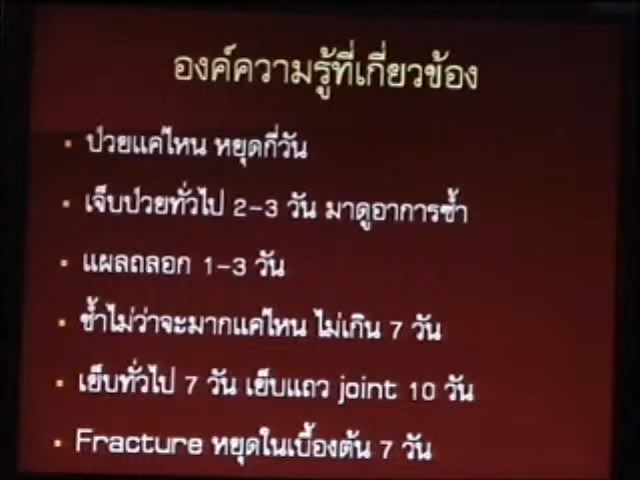 องค์ความรู้ที่เกี่ยวข้อง
▪ ป่วยแค่ไหน หยุดกี่วัน
▪ เจ็บป่วยทั่วไป 2-3 วัน มาดูอาการซ้ำ
▪ แผลถลอก 1-3 วัน
▪ ช้ำไม่ว่าจะมากแค่ไหน ไม่เกิน 7 วัน
▪ เย็บทั่วไป 7 วัน เย็บแถว joint 10 วัน
▪ Fracture หยุดในเบื้องต้น 7 วัน